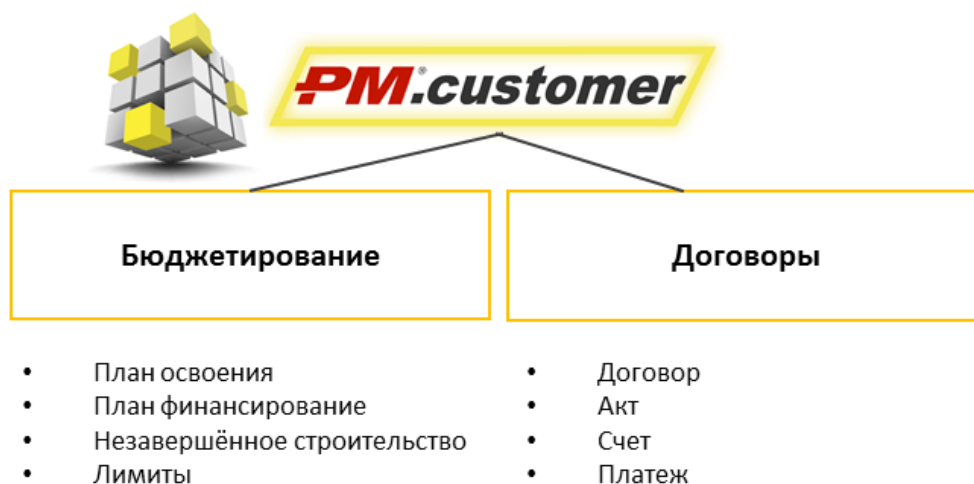 PM®.customer
Бюджетирование
Договоры
• План освоения
• План финансирование
• Незавершённое строительство
• Лимиты
• Договор
• Акт
• Счет
• Платеж